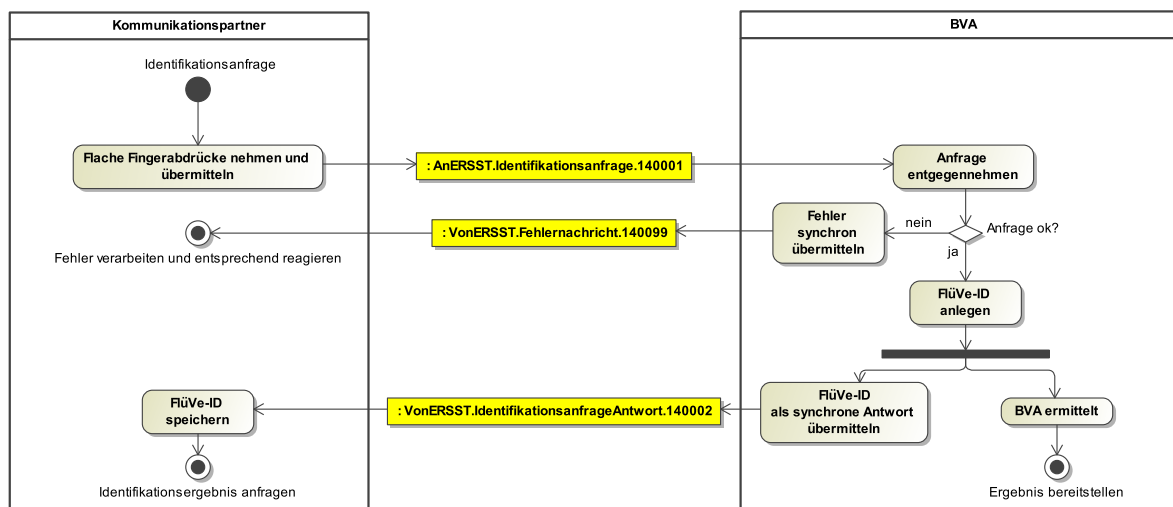 Kommunikationspartner
BVA
Identifikationsanfrage
Flache Fingerabdrücke nehmen und
übermitteln
: AnERSST.Identifikationsanfrage.140001
Anfrage
entgegennehmen
Anfrage ok?
nein
ja
Fehler
synchron
übermitteln
: VonERSST.Fehlernachricht.140099
Fehler verarbeiten und entsprechend reagieren
FlüVe-ID
anlegen
FlüVe-ID
als synchrone Antwort
übermitteln
BVA ermittelt
: VonERSST.IdentifikationsanfrageAntwort.140002
FlüVe-ID
speichern
Identifikationsergebnis anfragen
Ergebnis bereitstellen